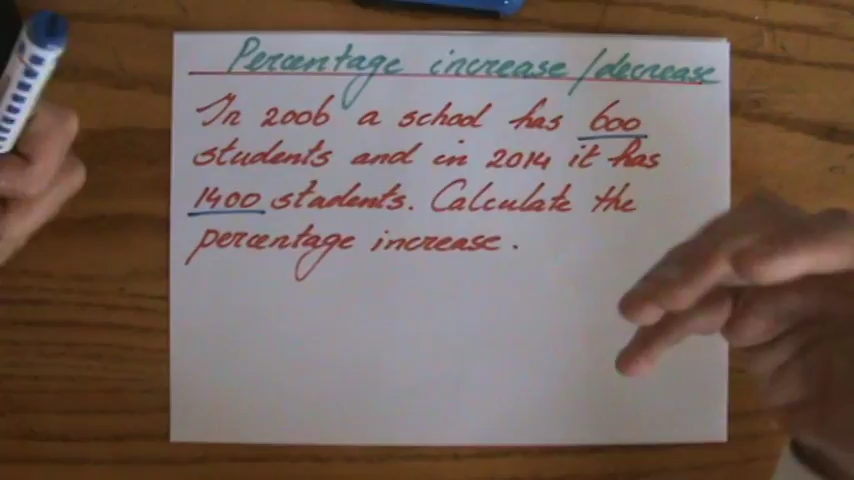 Percentage increase/decrease
In 2006 a school has 600
students and in 2014 it has
1400 students. Calculate the
percentage increase.